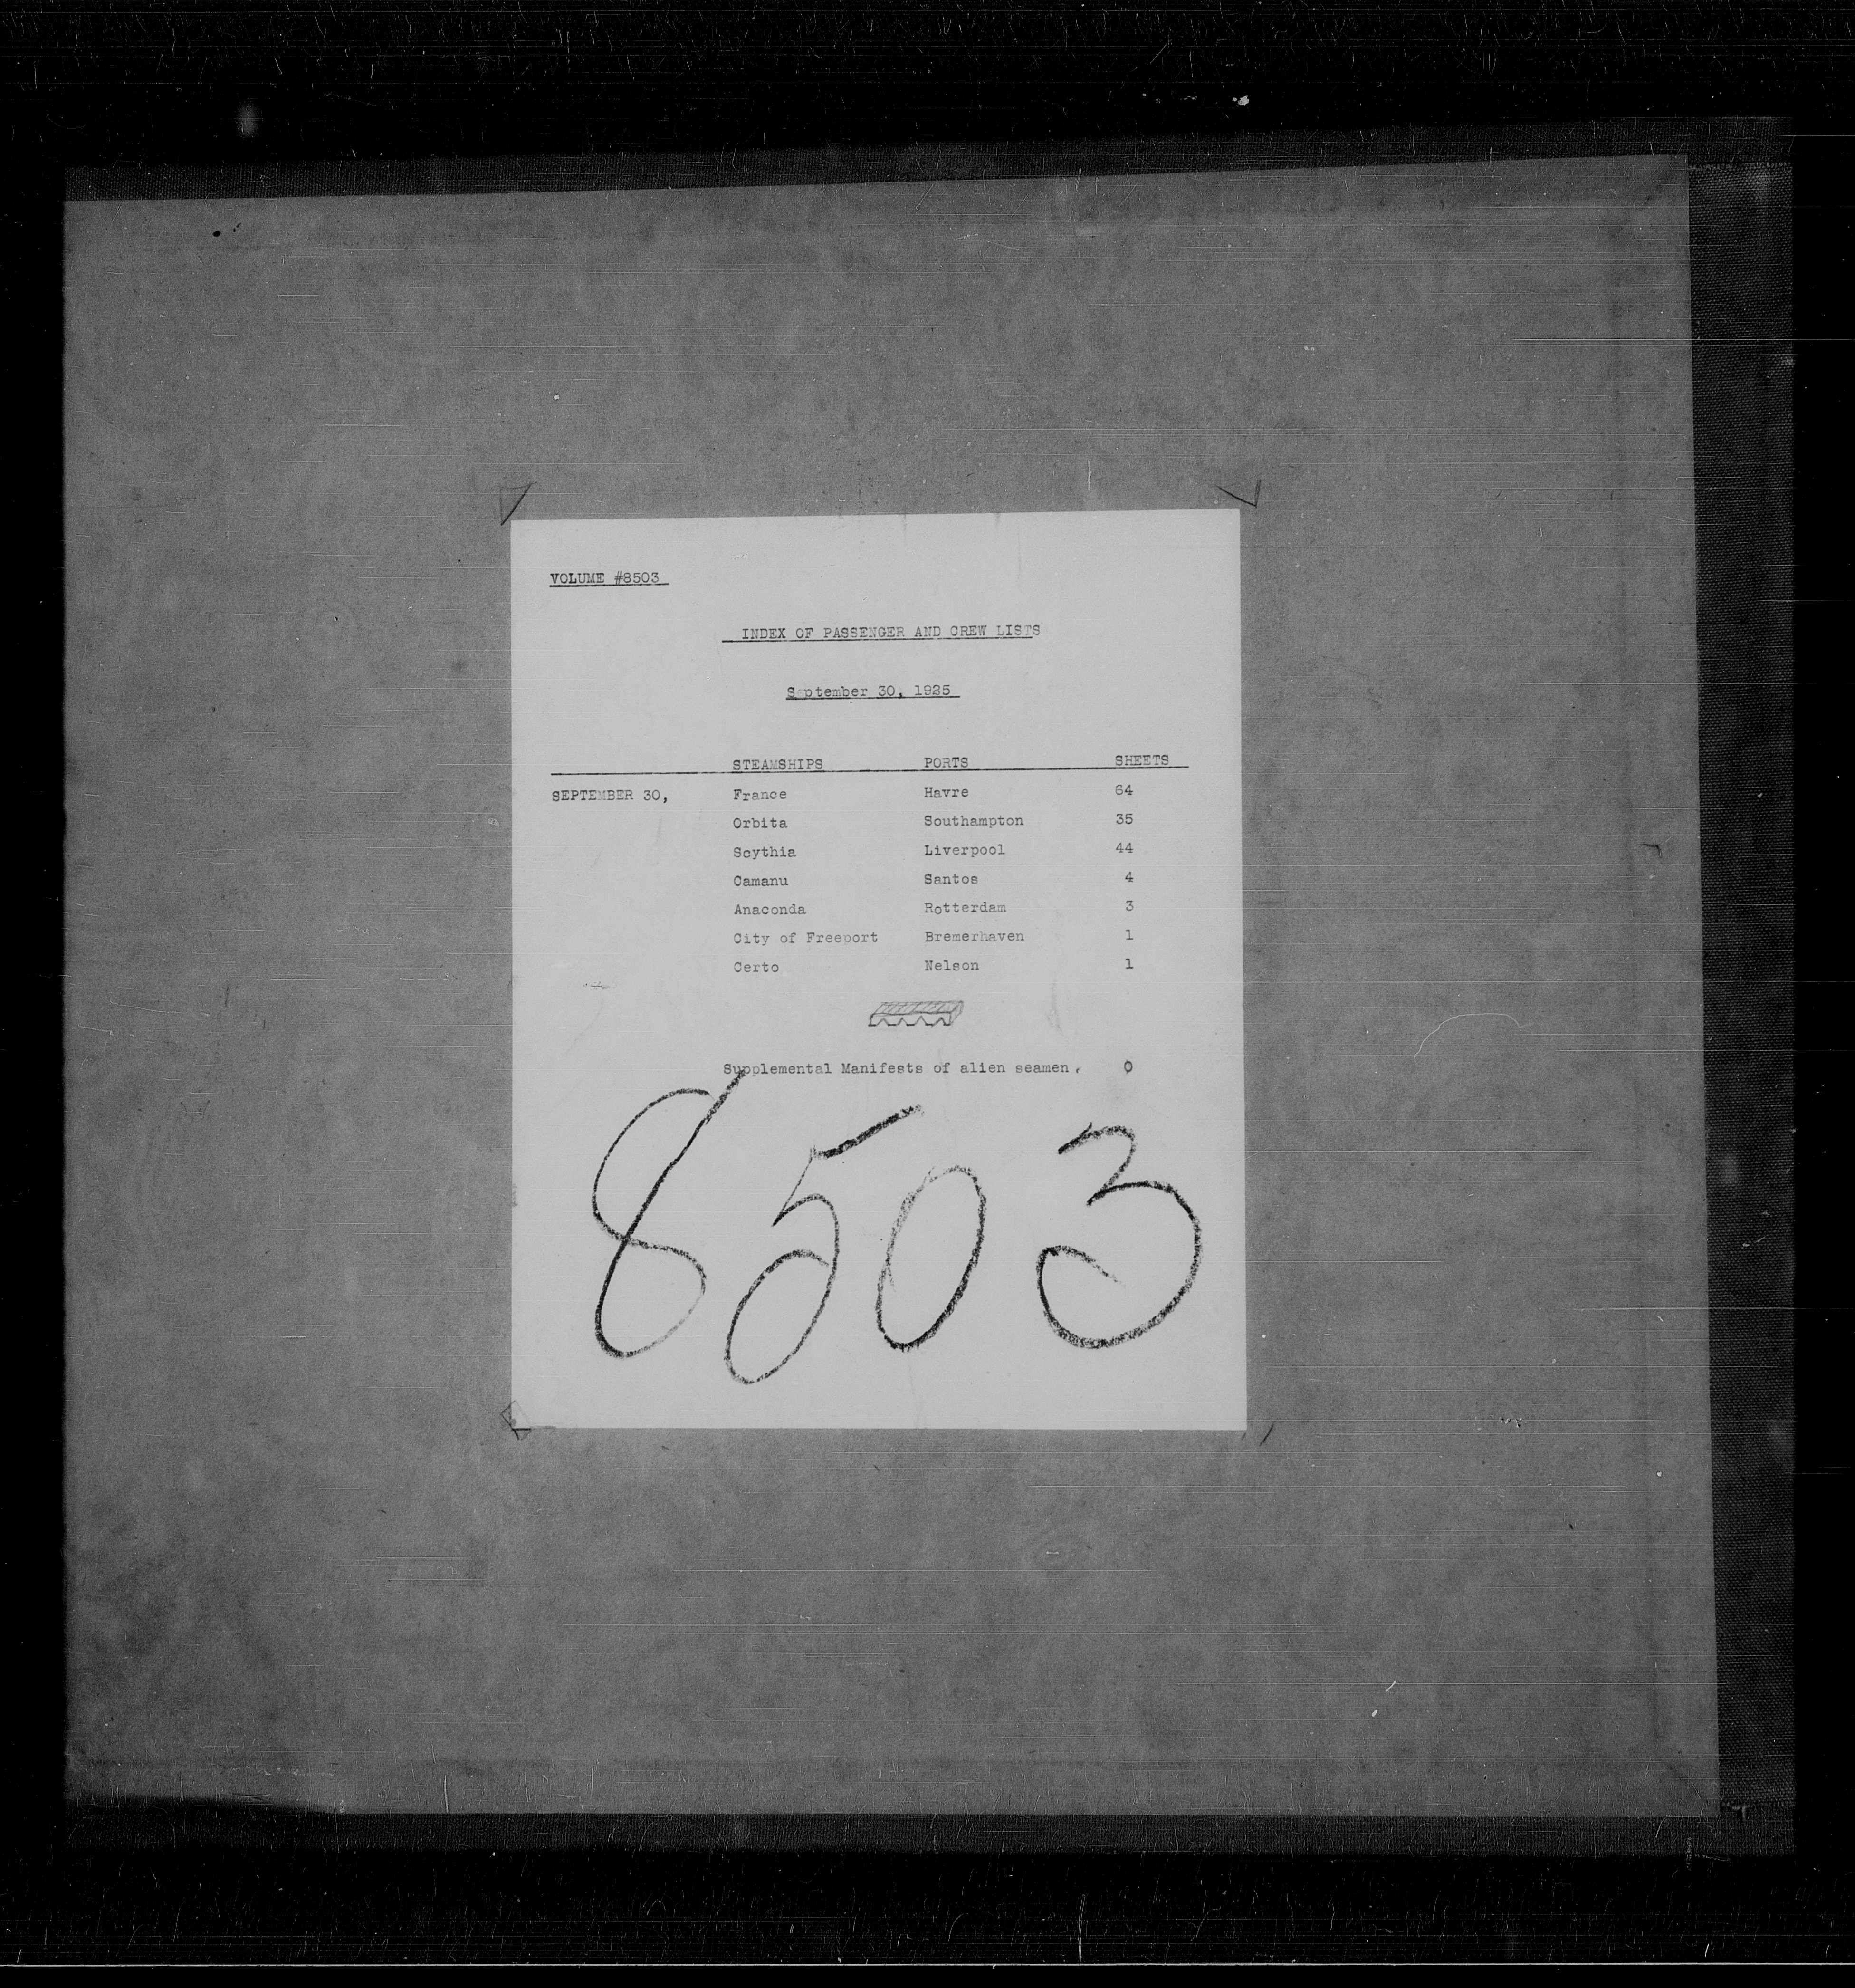 VOLUME #8503
INDEX OF PASSENGER AND CREW LISTS
September 30, 1925
STEAMSHIPS PORTS SHEETS
SEPTEMBER 30, France Havre 64
Orbita Southampton 35
Scythia Liverpool 44
Camanu Santos 4
Anaconda Rotterdam 3
City of Freeport Bremerhaven 1
Certo Nelson 1
Supplemental Manifests of alien seamen, 0
8503